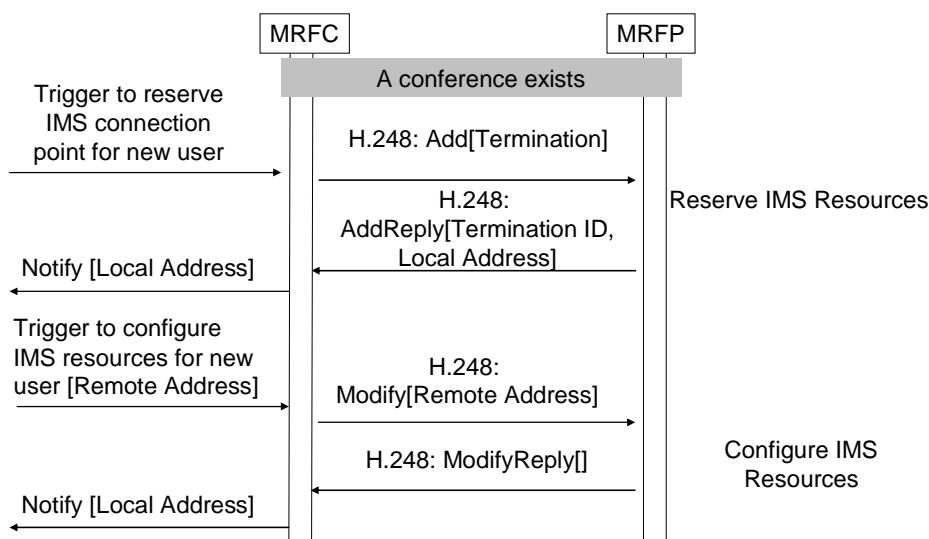 MRFC
MRFP
A conference exists
Trigger to reserve
IMS connection
point for new user
H.248: Add[Termination]
Reserve IMS Resources
H.248:
AddReply[Termination ID,
Local Address]
Notify [Local Address]
Trigger to configure
IMS resources for new
user [Remote Address]
H.248:
Modify[Remote Address]
Configure IMS
Resources
H.248: ModifyReply[]
Notify [Local Address]